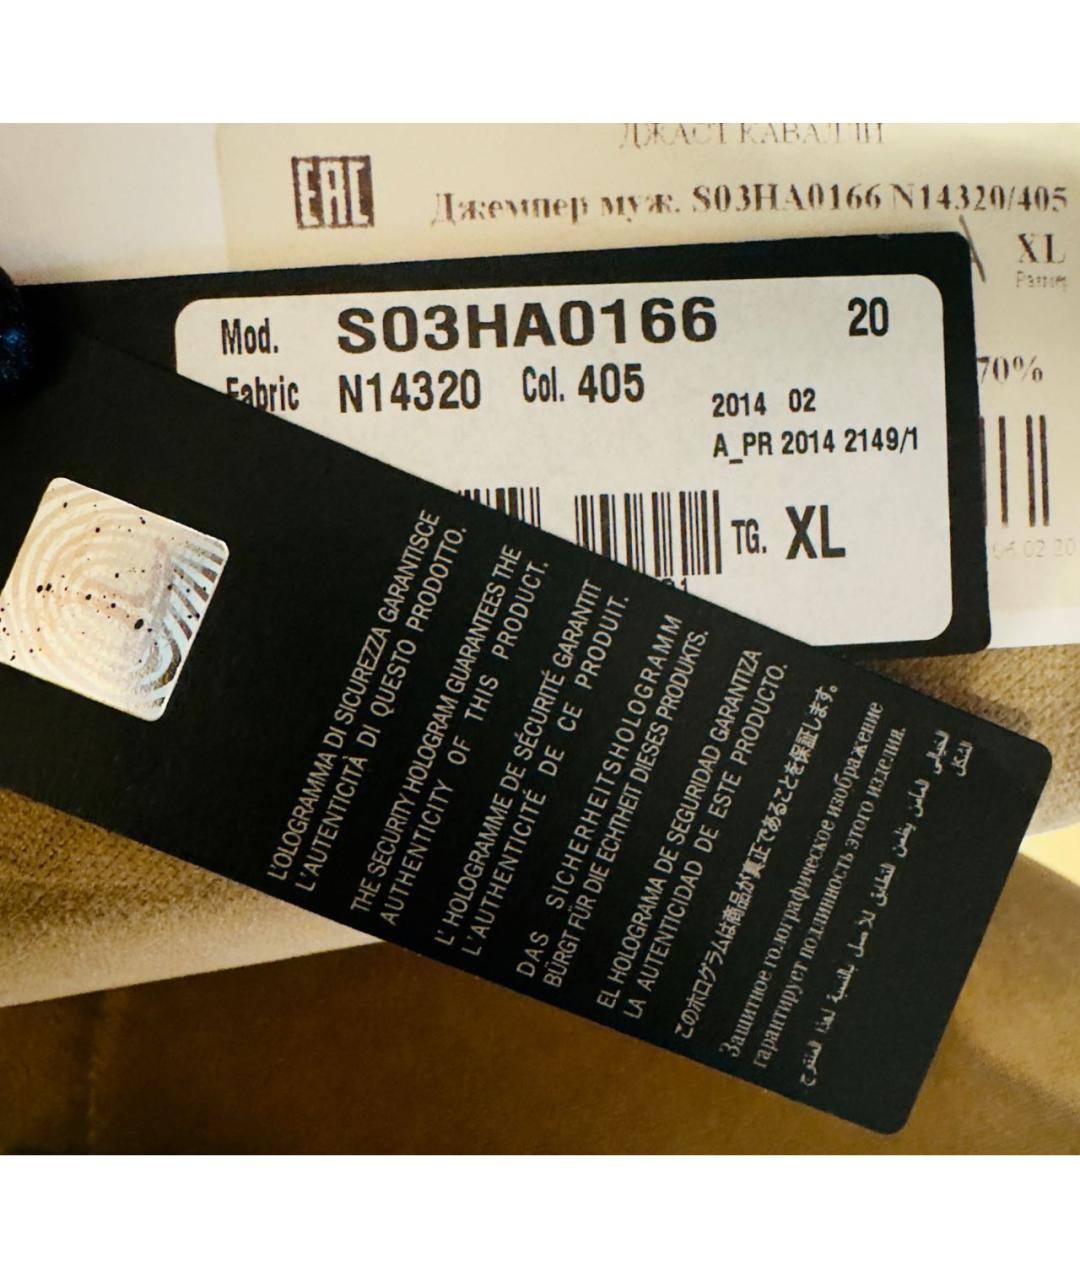 ДЖАСТ КАВАЛЛИ
EAC
Джемпер муж. S03HA0166 N14320/405
XL
Размер
70%
Mod. S03HA0166 20
Fabric N14320 Col. 405
2014 02
A_PR 2014 2149/1
TG. XL
L'OLOGRAMMA DI SICUREZZA GARANTISCE
L'AUTENTICITÀ DI QUESTO PRODOTTO.
THE SECURITY HOLOGRAM GUARANTEES THE
AUTHENTICITY OF THIS PRODUCT.
L'HOLOGRAMME DE SÉCURITÉ GARANTIT
L'AUTHENTICITÉ DE CE PRODUIT.
DAS SICHERHEITSHOLOGRAMM
BÜRGT FÜR DIE ECHTHEIT DIESES PRODUKTS.
EL HOLOGRAMA DE SEGURIDAD GARANTIZA
LA AUTENTICIDAD DE ESTE PRODUCTO.
このホログラムは商品が真正であることを保証します。
Защитное голографическое изображение
гарантирует подлинность этого изделия.